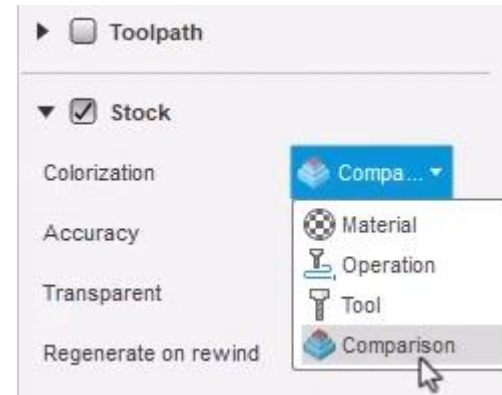 Toolpath
Stock
Colorization Compa...
Material
Accuracy
Operation
Transparent
Tool
Regenerate on rewind Comparison